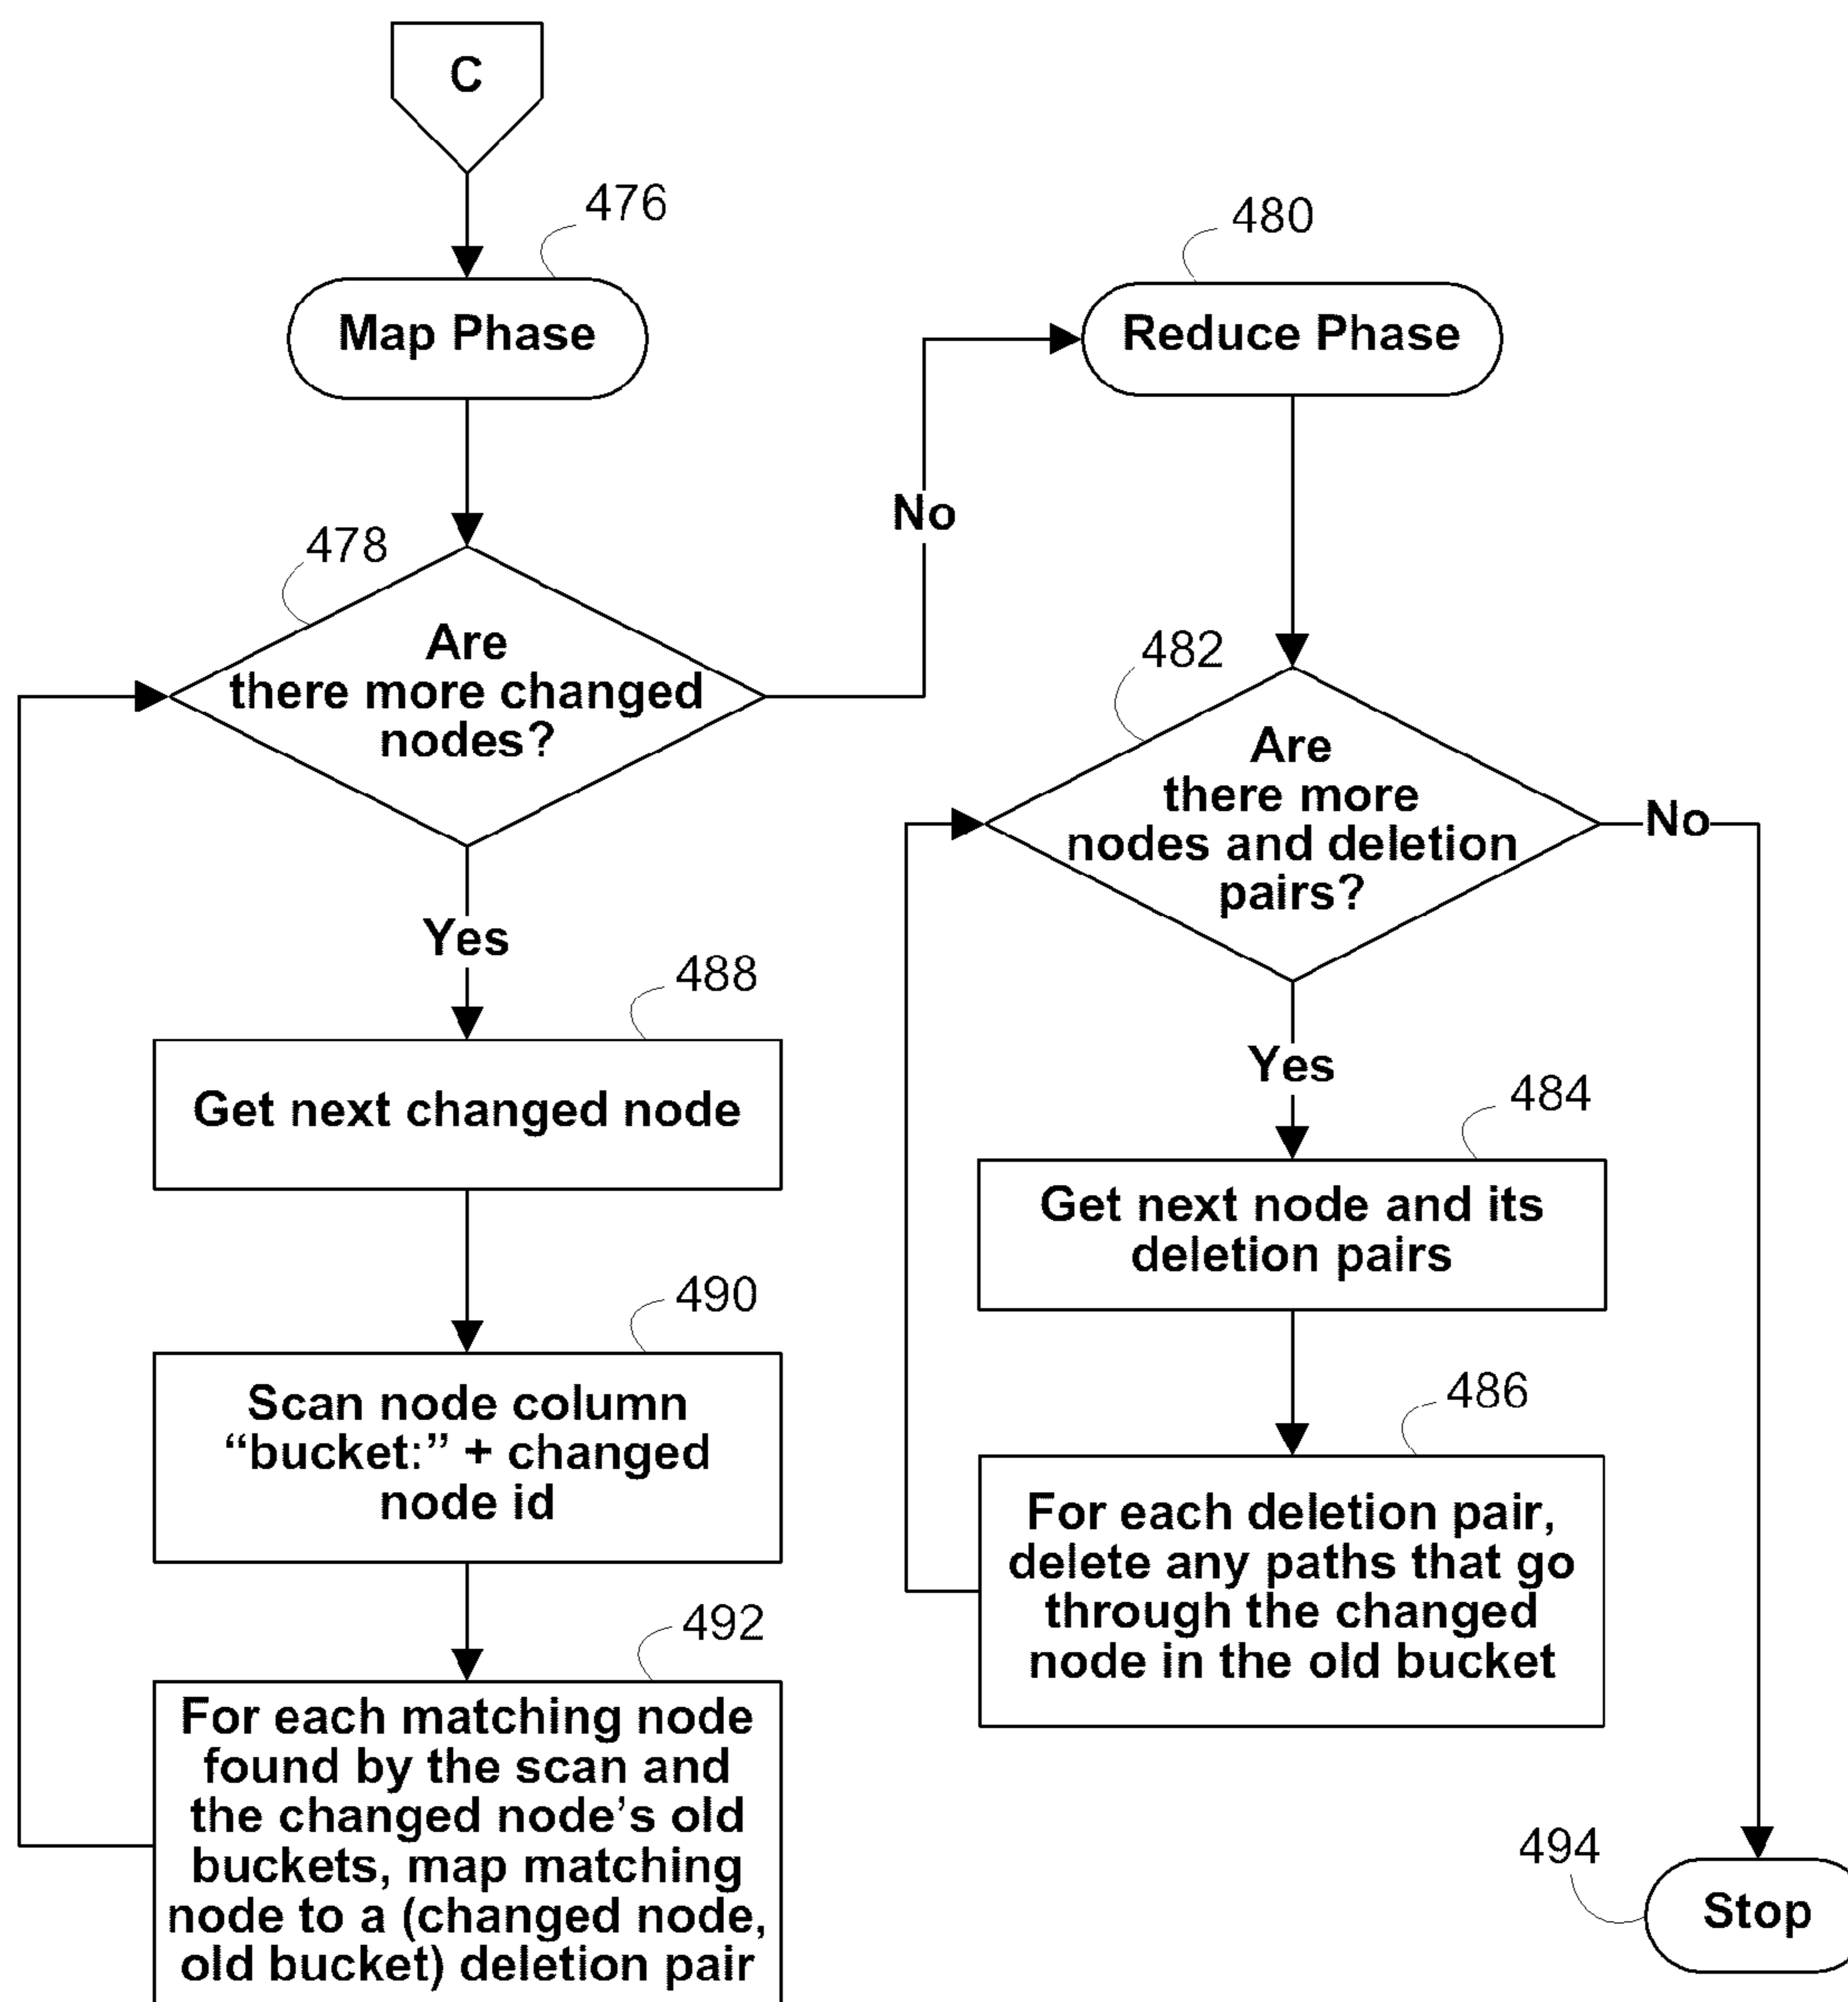 C
476
Map Phase
478
Are
there more changed
nodes?
No
Yes
488
Get next changed node
490
Scan node column
“bucket:” + changed
node id
492
For each matching node
found by the scan and
the changed node’s old
buckets, map matching
node to a (changed node,
old bucket) deletion pair
480
Reduce Phase
482
Are
there more
nodes and deletion
pairs?
No
Yes
484
Get next node and its
deletion pairs
486
For each deletion pair,
delete any paths that go
through the changed
node in the old bucket
494
Stop